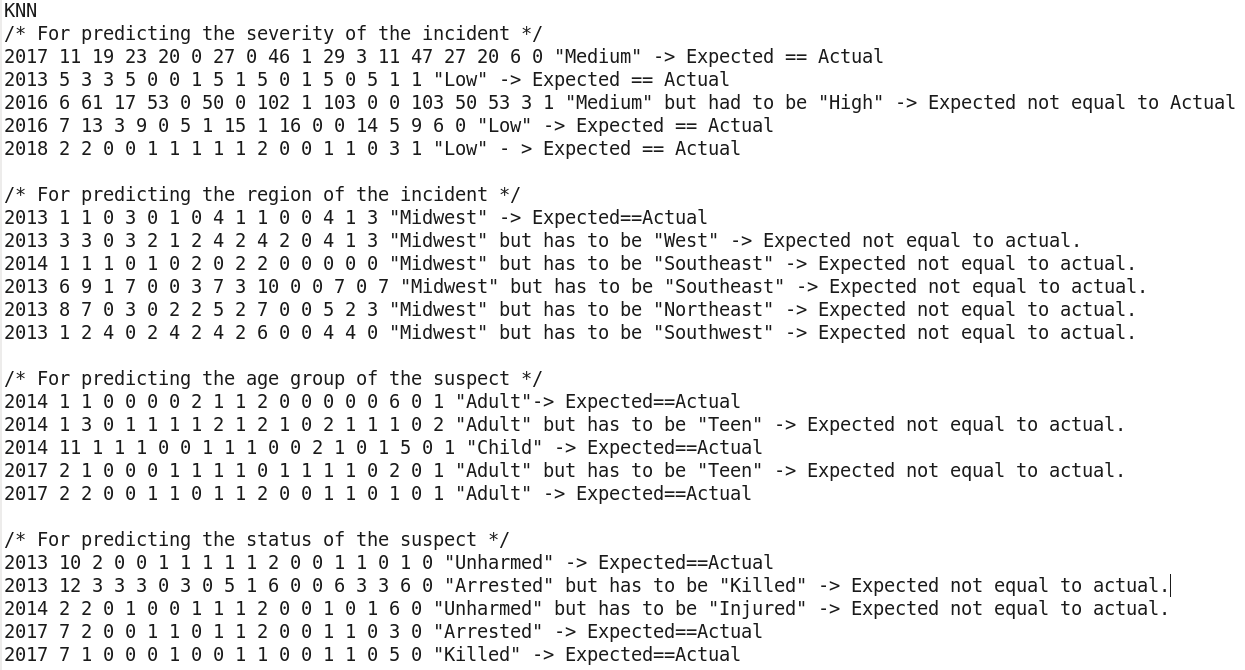 KNN
/* For predicting the severity of the incident */
2017 11 19 23 20 0 27 0 46 1 29 3 11 47 27 20 6 0 "Medium" -> Expected == Actual
2013 5 3 3 5 0 0 1 5 1 5 0 1 5 0 5 1 1 "Low" -> Expected == Actual
2016 6 61 17 53 0 50 0 102 1 103 0 0 103 50 53 3 1 "Medium" but had to be "High" -> Expected not equal to Actual
2016 7 13 3 9 0 5 1 15 1 16 0 0 14 5 9 6 0 "Low" -> Expected == Actual
2018 2 2 0 0 1 1 1 1 1 2 0 0 1 1 0 3 1 "Low" - > Expected == Actual
/* For predicting the region of the incident */
2013 1 1 0 3 0 1 0 4 1 1 0 0 4 1 3 "Midwest" -> Expected==Actual
2013 3 3 0 3 2 1 2 4 2 4 2 0 4 1 3 "Midwest" but has to be "West" -> Expected not equal to actual.
2014 1 1 1 0 1 0 2 0 2 2 0 0 0 0 0 "Midwest" but has to be "Southeast" -> Expected not equal to actual.
2013 6 9 1 7 0 0 3 7 3 10 0 0 7 0 7 "Midwest" but has to be "Southeast" -> Expected not equal to actual.
2013 8 7 0 3 0 2 2 5 2 7 0 0 5 2 3 "Midwest" but has to be "Northeast" -> Expected not equal to actual.
2013 1 2 4 0 2 4 2 4 2 6 0 0 4 4 0 "Midwest" but has to be "Southwest" -> Expected not equal to actual.
/* For predicting the age group of the suspect */
2014 1 1 0 0 0 0 2 1 1 2 0 0 0 0 0 6 0 1 "Adult"-> Expected==Actual
2014 1 3 0 1 1 1 1 2 1 2 1 0 2 1 1 1 0 2 "Adult" but has to be "Teen" -> Expected not equal to actual.
2014 11 1 1 1 0 0 1 1 1 0 0 2 1 0 1 5 0 1 "Child" -> Expected==Actual
2017 2 1 0 0 0 1 1 1 1 0 1 1 1 1 0 2 0 1 "Adult" but has to be "Teen" -> Expected not equal to actual.
2017 2 2 0 0 1 1 0 1 1 2 0 0 1 1 0 1 0 1 "Adult" -> Expected==Actual
/* For predicting the status of the suspect */
2013 10 2 0 0 1 1 1 1 1 2 0 0 1 1 0 1 0 "Unharmed" -> Expected==Actual
2013 12 3 3 3 0 3 0 5 1 6 0 0 6 3 3 6 0 "Arrested" but has to be "Killed" -> Expected not equal to actual.
2014 2 2 0 1 0 0 1 1 1 2 0 0 1 0 1 6 0 "Unharmed" but has to be "Injured" -> Expected not equal to actual.
2017 7 2 0 0 1 1 0 1 1 2 0 0 1 1 0 3 0 "Arrested" -> Expected==Actual
2017 7 1 0 0 0 1 0 0 1 1 0 0 1 1 0 5 0 "Killed" -> Expected==Actual